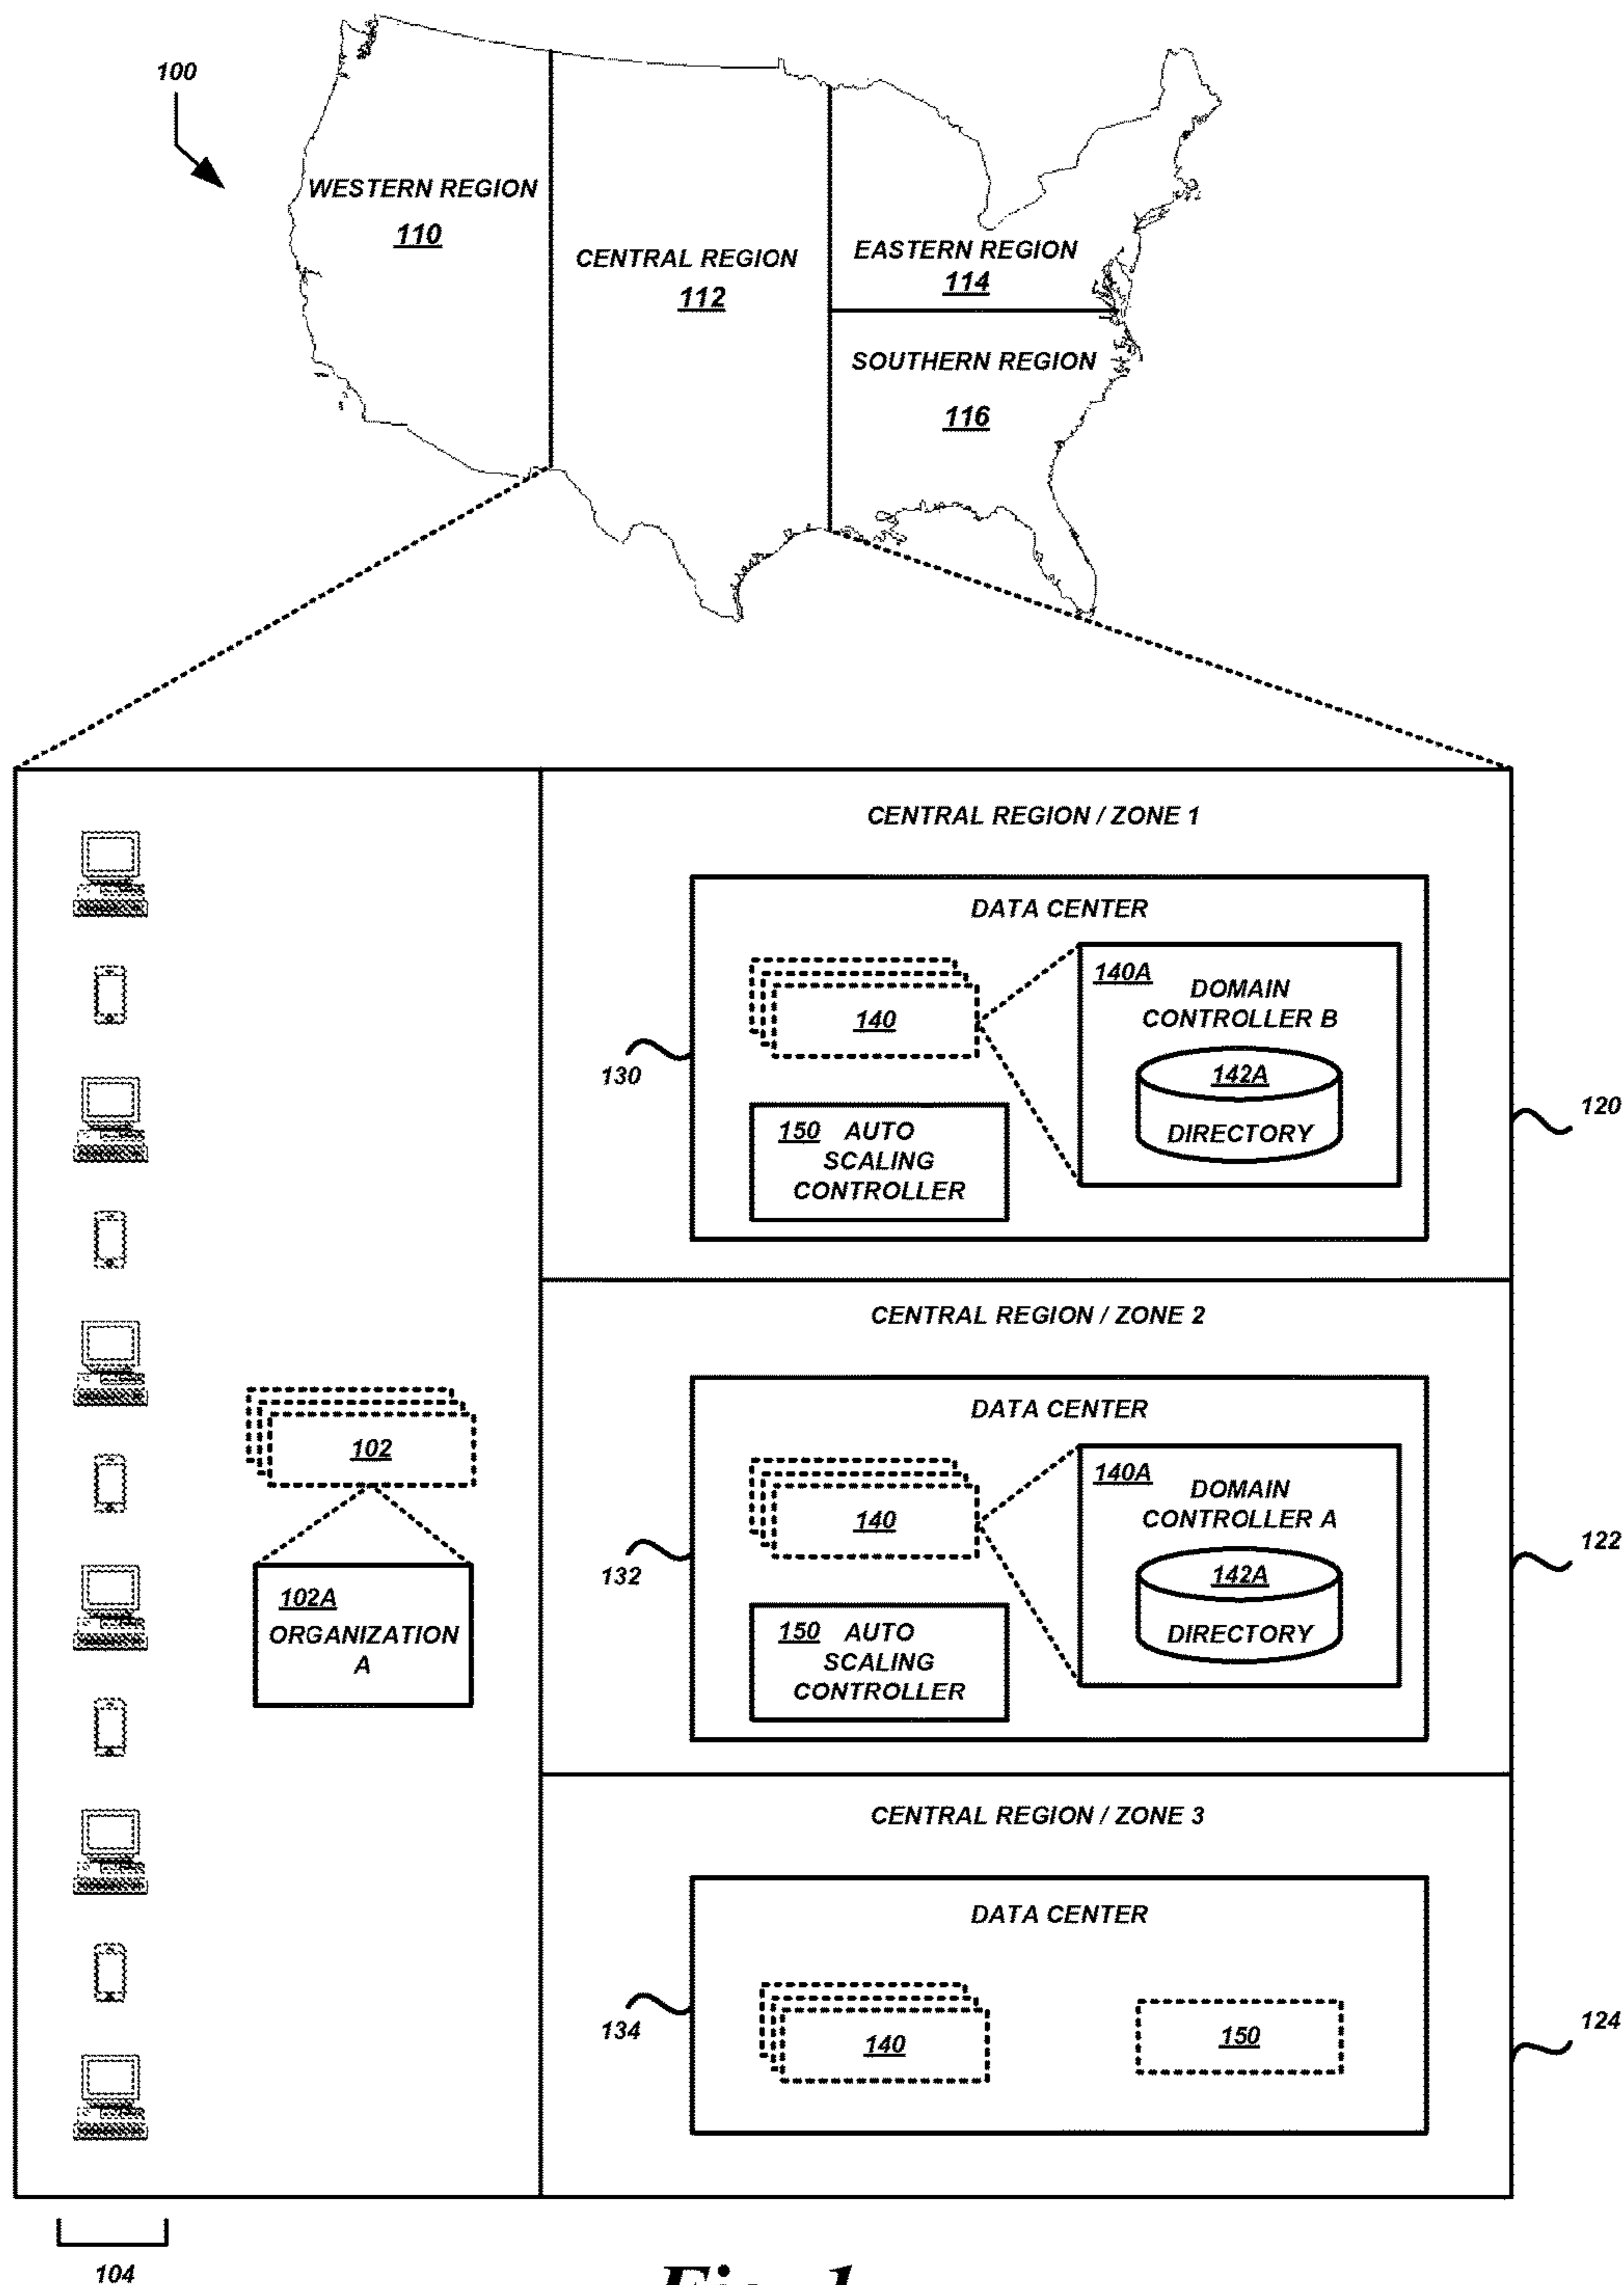 100
WESTERN REGION
110
CENTRAL REGION
112
EASTERN REGION
114
SOUTHERN REGION
116
CENTRAL REGION / ZONE 1
DATA CENTER
140
140A
DOMAIN
CONTROLLER B
142A
DIRECTORY
150 AUTO
SCALING
CONTROLLER
130
120
CENTRAL REGION / ZONE 2
DATA CENTER
140
140A
DOMAIN
CONTROLLER A
142A
DIRECTORY
150 AUTO
SCALING
CONTROLLER
132
122
102
102A
ORGANIZATION
A
CENTRAL REGION / ZONE 3
DATA CENTER
140
150
134
124
104
Fig. 1